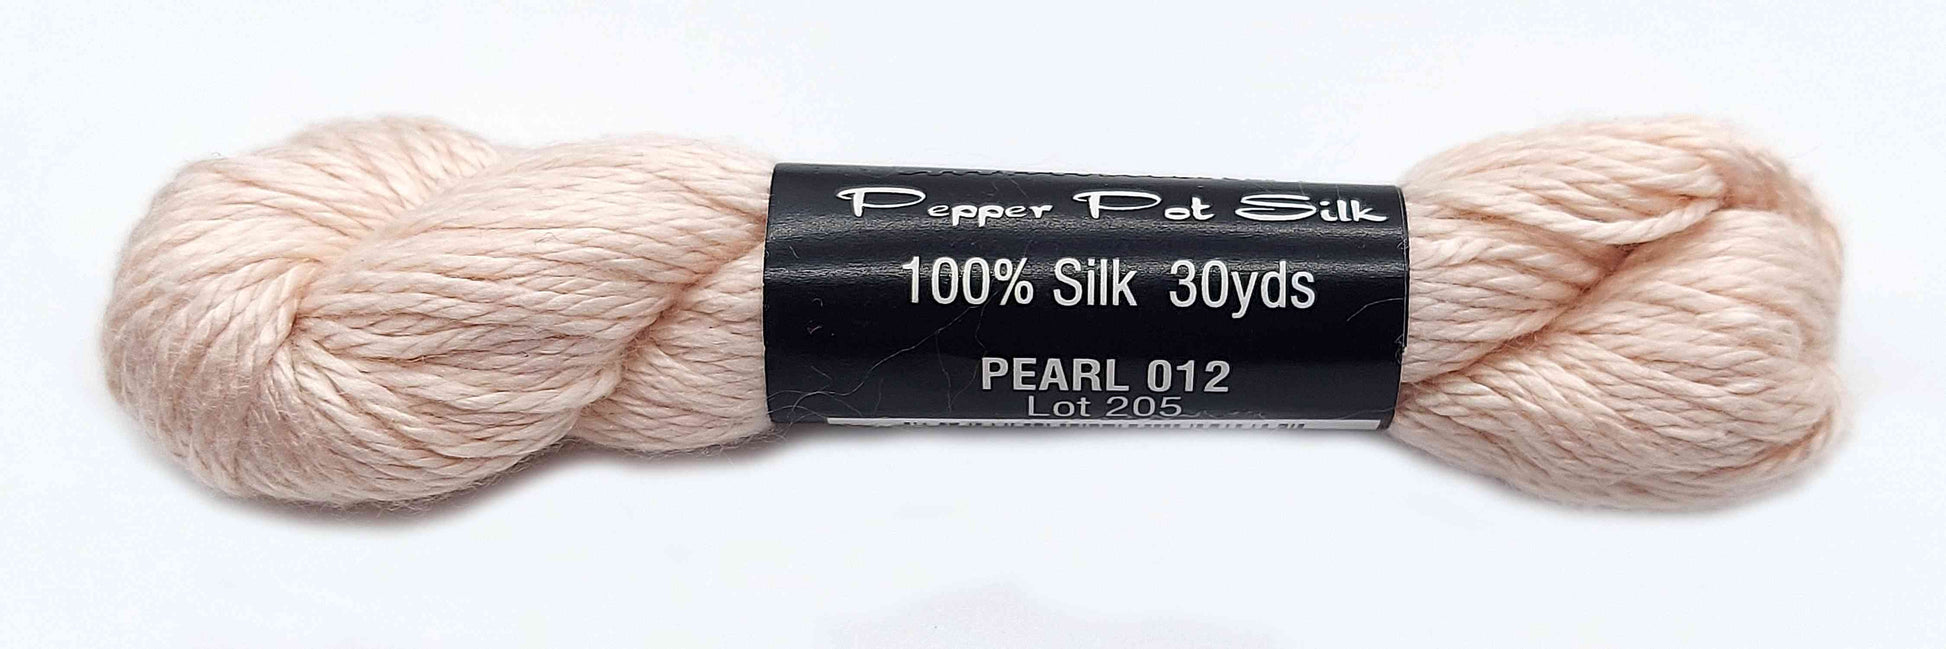 Pepper Pot Silk
100% Silk 30yds
PEARL 012
Lot 205